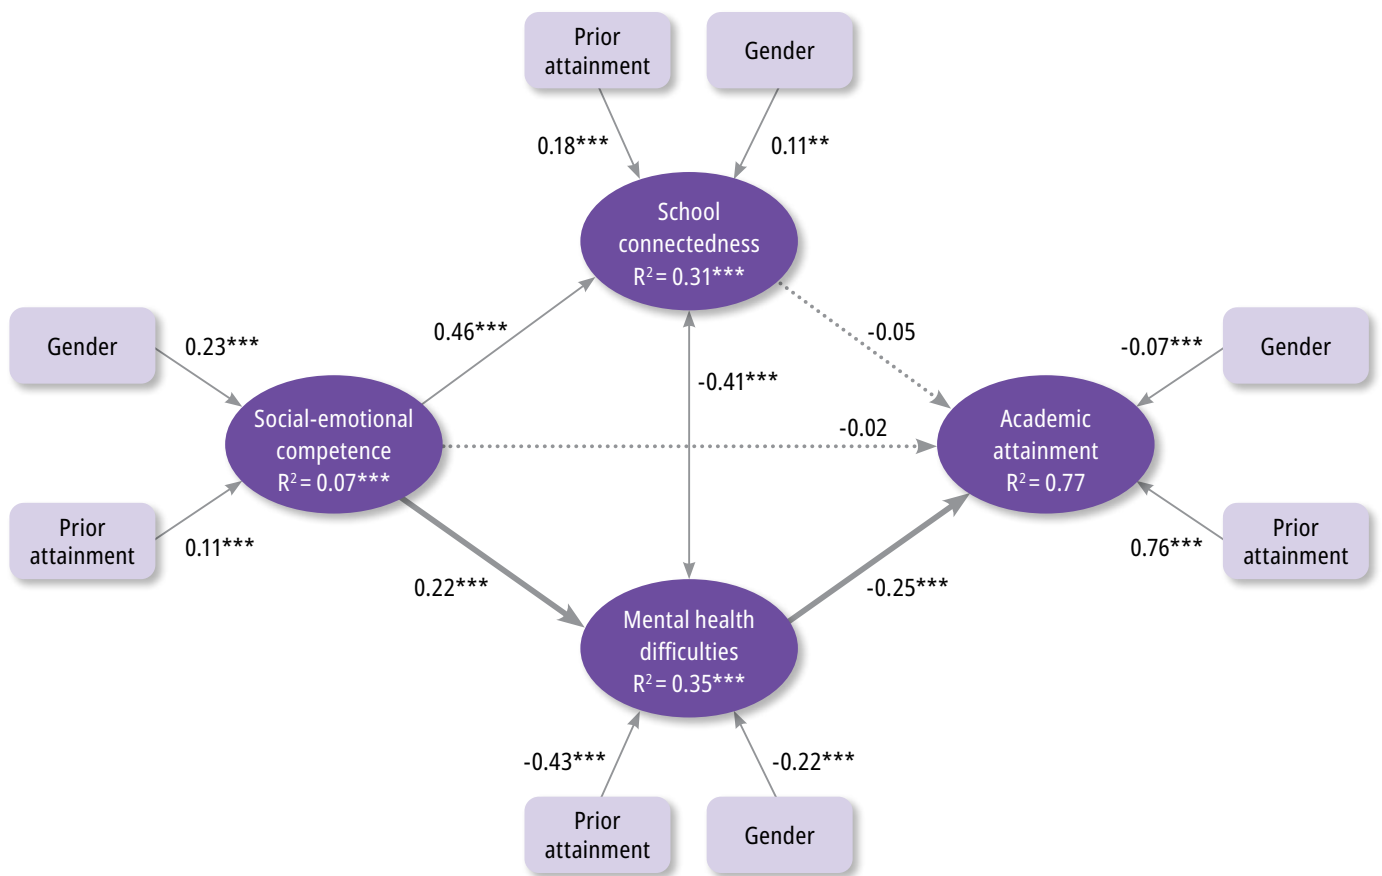 Prior
attainment
Gender
0.18***
0.11**
School
connectedness
R² = 0.31***
Gender
0.23***
0.46***
-0.05
-0.07***
Gender
-0.41***
Social-emotional
competence
R² = 0.07***
-0.02
Academic
attainment
R² = 0.77
Prior
attainment
0.11***
0.76***
Prior
attainment
0.22***
-0.25***
Mental health
difficulties
R² = 0.35***
-0.43***
-0.22***
Prior
attainment
Gender